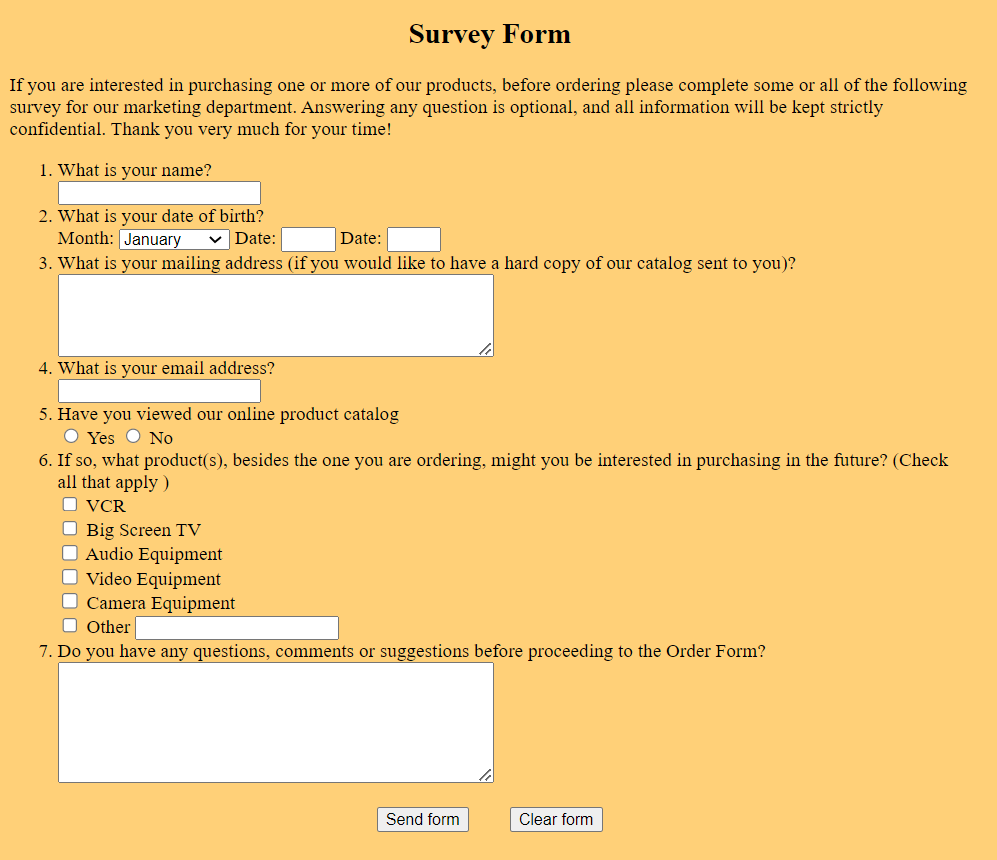 Survey Form
If you are interested in purchasing one or more of our products, before ordering please complete some or all of the following
survey for our marketing department. Answering any question is optional, and all information will be kept strictly
confidential. Thank you very much for your time!
1. What is your name?
2. What is your date of birth?
Month: January Date: Date:
3. What is your mailing address (if you would like to have a hard copy of our catalog sent to you)?
4. What is your email address?
5. Have you viewed our online product catalog
Yes No
6. If so, what product(s), besides the one you are ordering, might you be interested in purchasing in the future? (Check
all that apply )
VCR
Big Screen TV
Audio Equipment
Video Equipment
Camera Equipment
Other
7. Do you have any questions, comments or suggestions before proceeding to the Order Form?
Send form Clear form